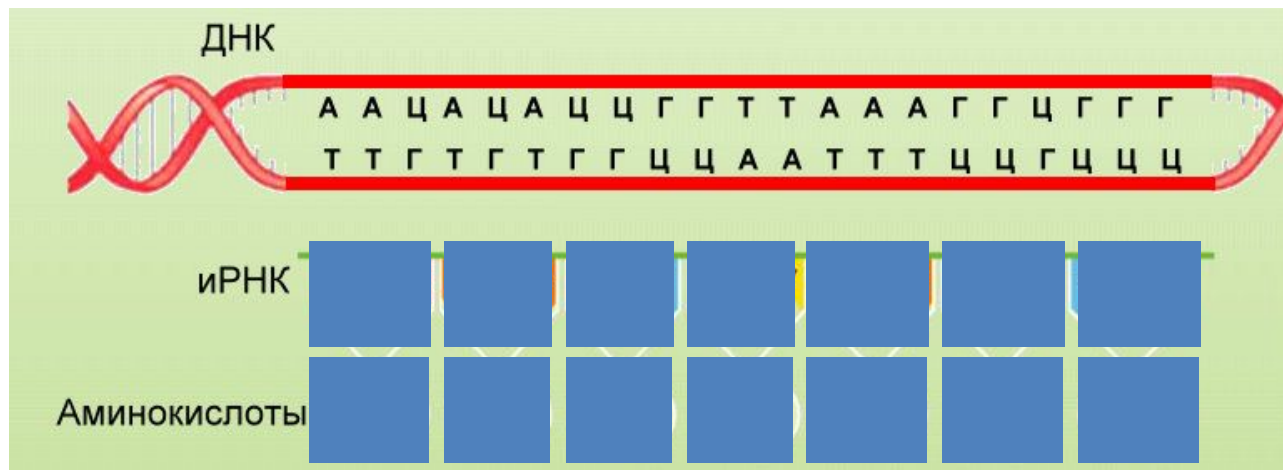 ДНК
А А Ц А Ц А Ц Ц Г Г Т Т А А А Г Г Ц Г Г Г
Т Т Г Т Г Т Г Г Ц Ц А А Т Т Т Ц Ц Г Ц Ц Ц
иРНК
Аминокислоты